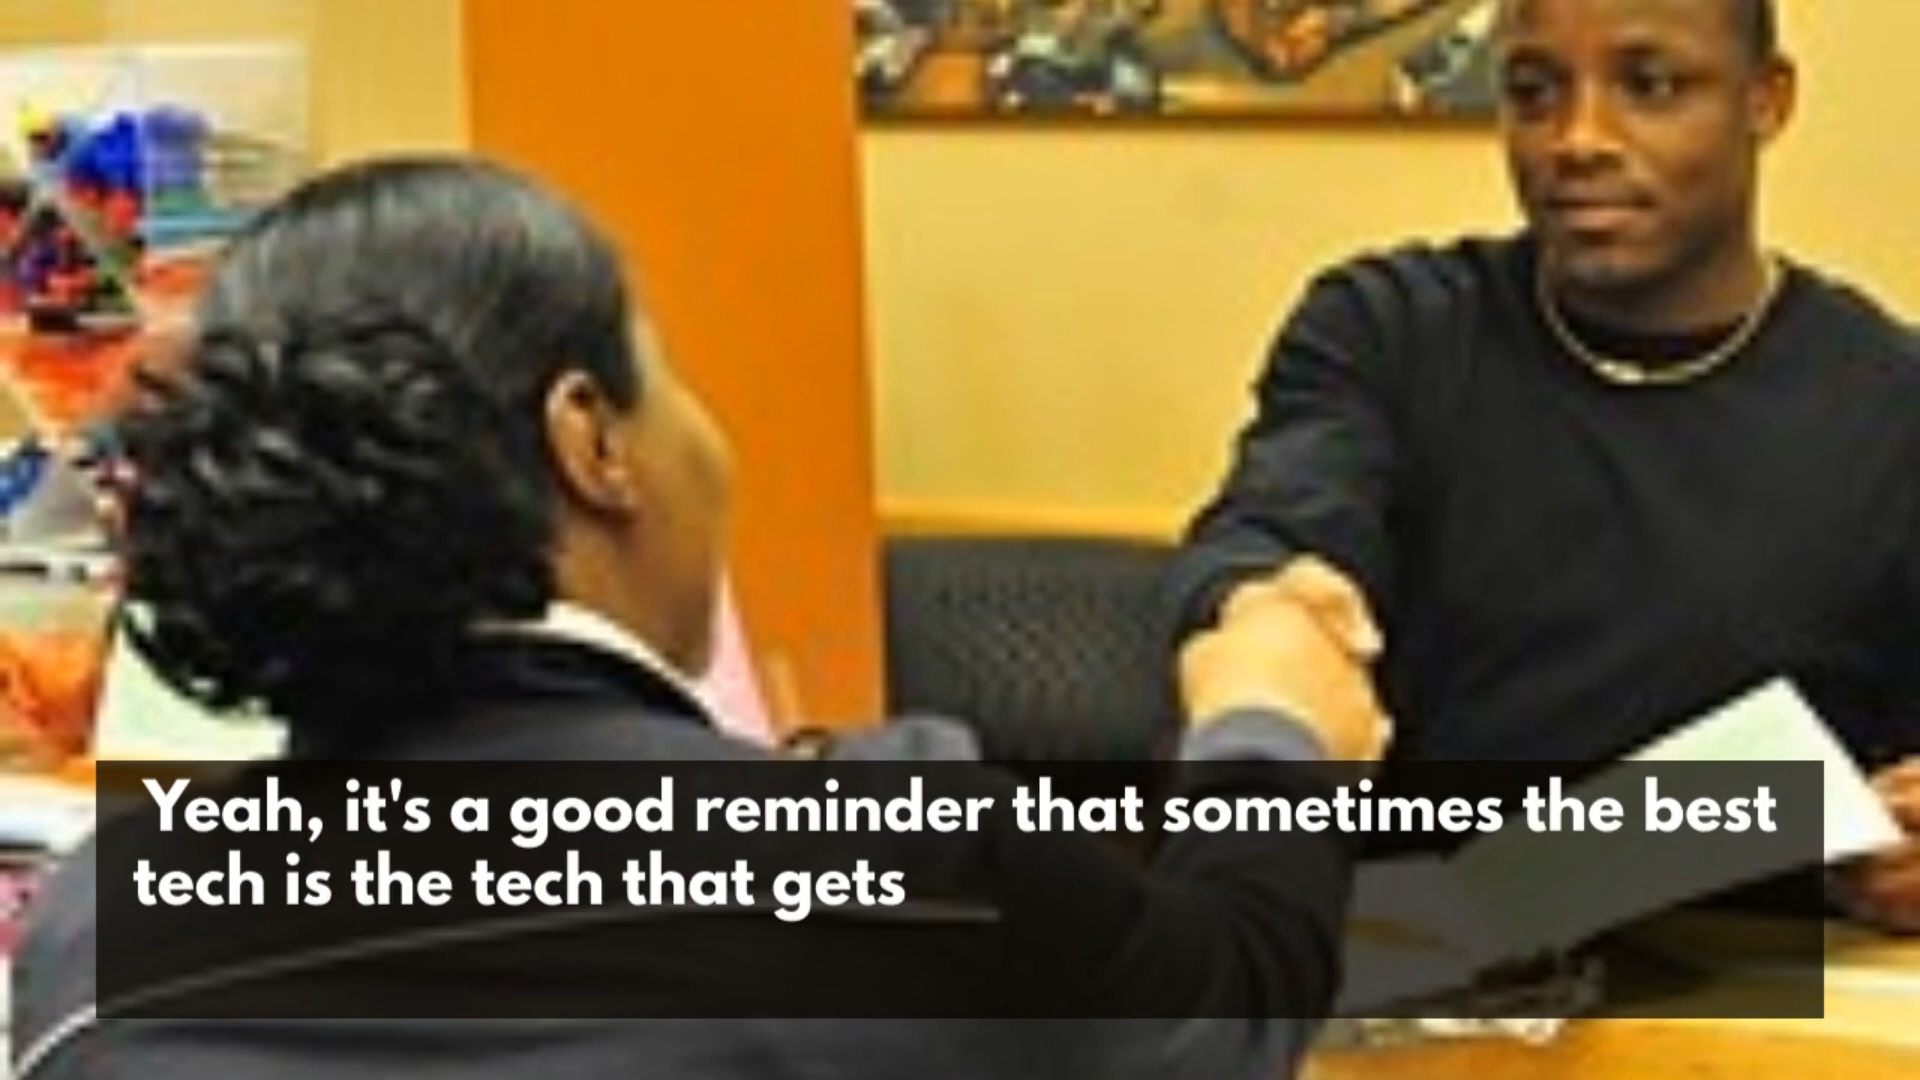 Yeah, it's a good reminder that sometimes the best
tech is the tech that gets